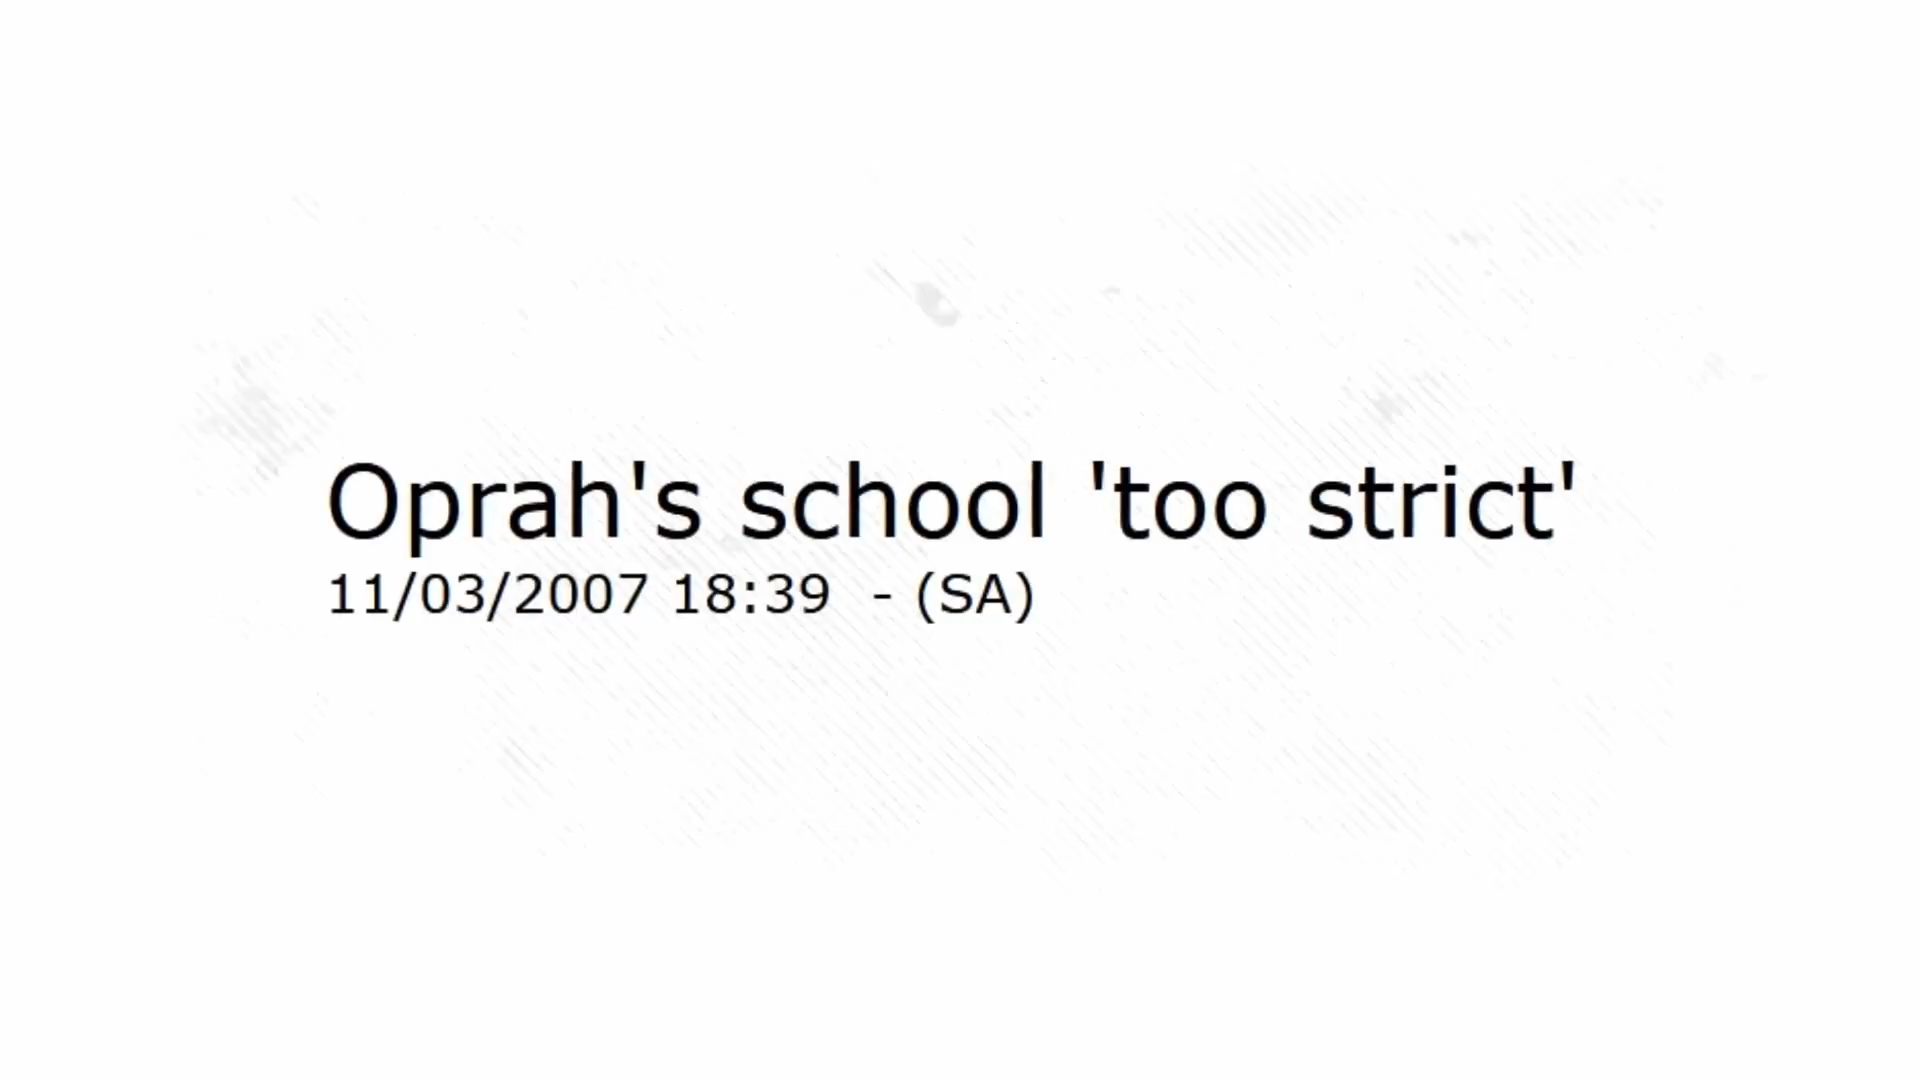 Oprah's school 'too strict'
11/03/2007 18:39 - (SA)